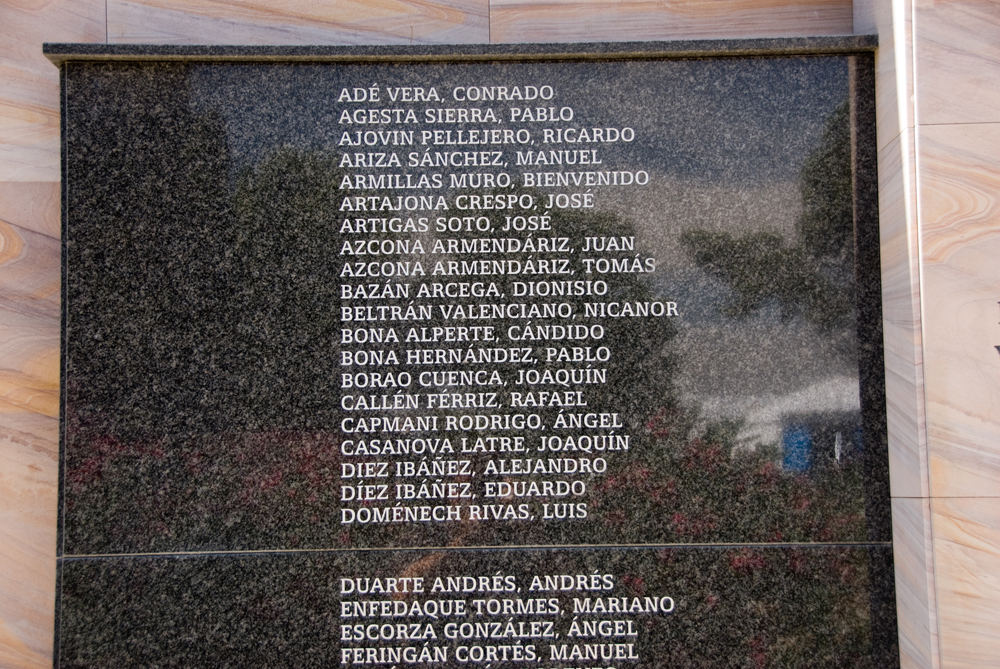 ADÉ VERA, CONRADO
AGESTA SIERRA, PABLO
AJOVIN PELLEJERO, RICARDO
ARIZA SÁNCHEZ, MANUEL
ARMILLAS MURO, BIENVENIDO
ARTAJONA CRESPO, JOSÉ
ARTIGAS SOTO, JOSÉ
AZCONA ARMENDÁRIZ, JUAN
AZCONA ARMENDÁRIZ, TOMÁS
BAZÁN ARCEGA, DIONISIO
BELTRÁN VALENCIANO, NICANOR
BONA ALPERTE, CÁNDIDO
BONA HERNÁNDEZ, PABLO
BORAO CUENCA, JOAQUÍN
CALLÉN FÉRRIZ, RAFAEL
CAPMANI RODRIGO, ÁNGEL
CASANOVA LATRE, JOAQUÍN
DIEZ IBÁÑEZ, ALEJANDRO
DÍEZ IBÁÑEZ, EDUARDO
DOMÉNECH RIVAS, LUIS
DUARTE ANDRÉS, ANDRÉS
ENFEDAQUE TORMES, MARIANO
ESCORZA GONZÁLEZ, ÁNGEL
FERINGÁN CORTÉS, MANUEL